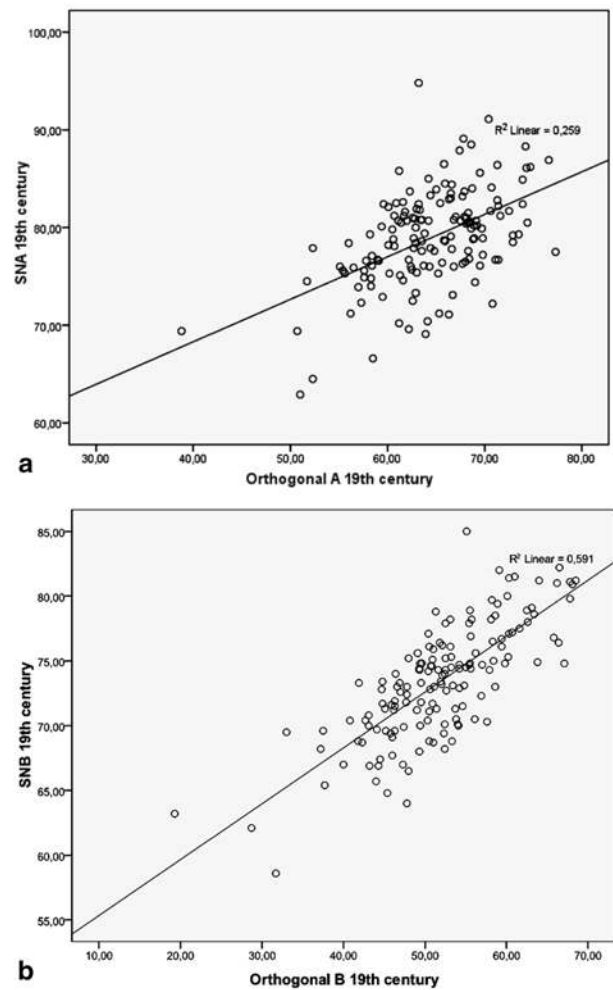 100,00
90,00
R² Linear = 0,259
80,00
SNA 19th century
70,00
60,00
30,00 40,00 50,00 60,00 70,00 80,00
a
Orthogonal A 19th century
85,00
R² Linear = 0,591
80,00
75,00
SNB 19th century
70,00
65,00
60,00
55,00
10,00 20,00 30,00 40,00 50,00 60,00 70,00
b
Orthogonal B 19th century